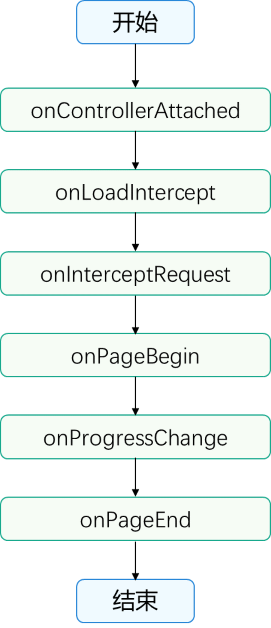 开始
onControllerAttached
onLoadIntercept
onInterceptRequest
onPageBegin
onProgressChange
onPageEnd
结束